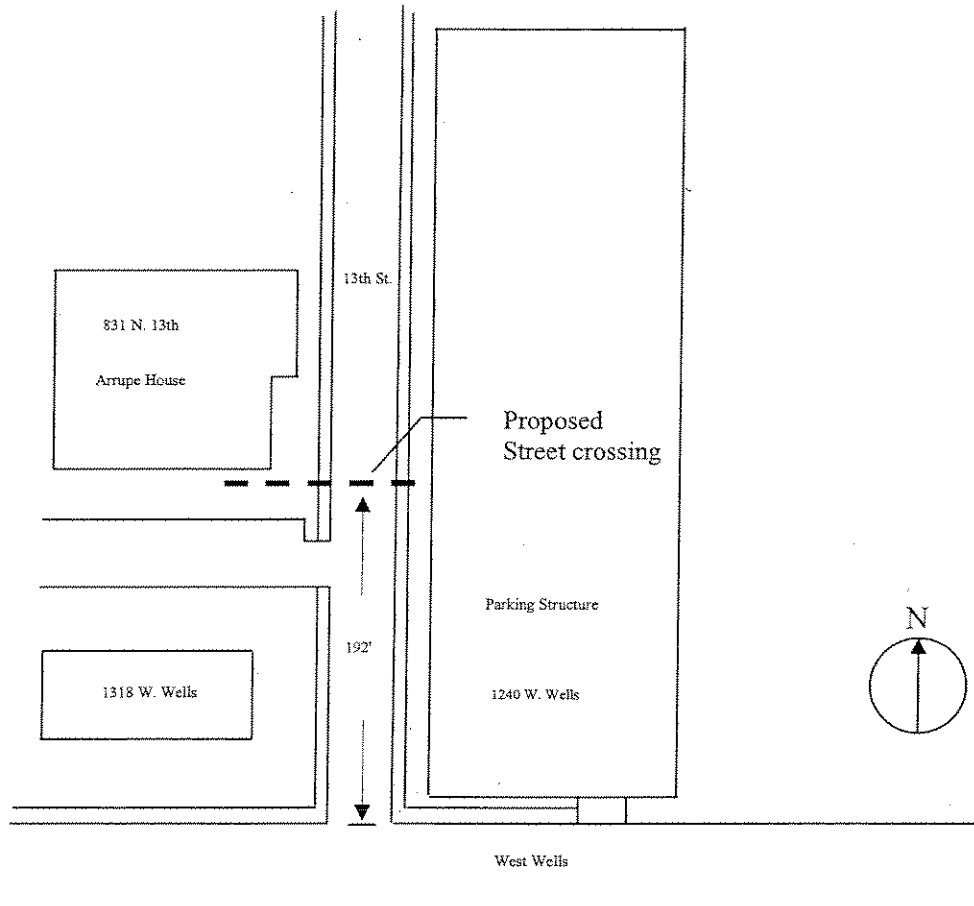 13th St.
831 N. 13th
Arrupe House
Proposed
Street crossing
Parking Structure
N
192'
1318 W. Wells
1240 W. Wells
West Wells